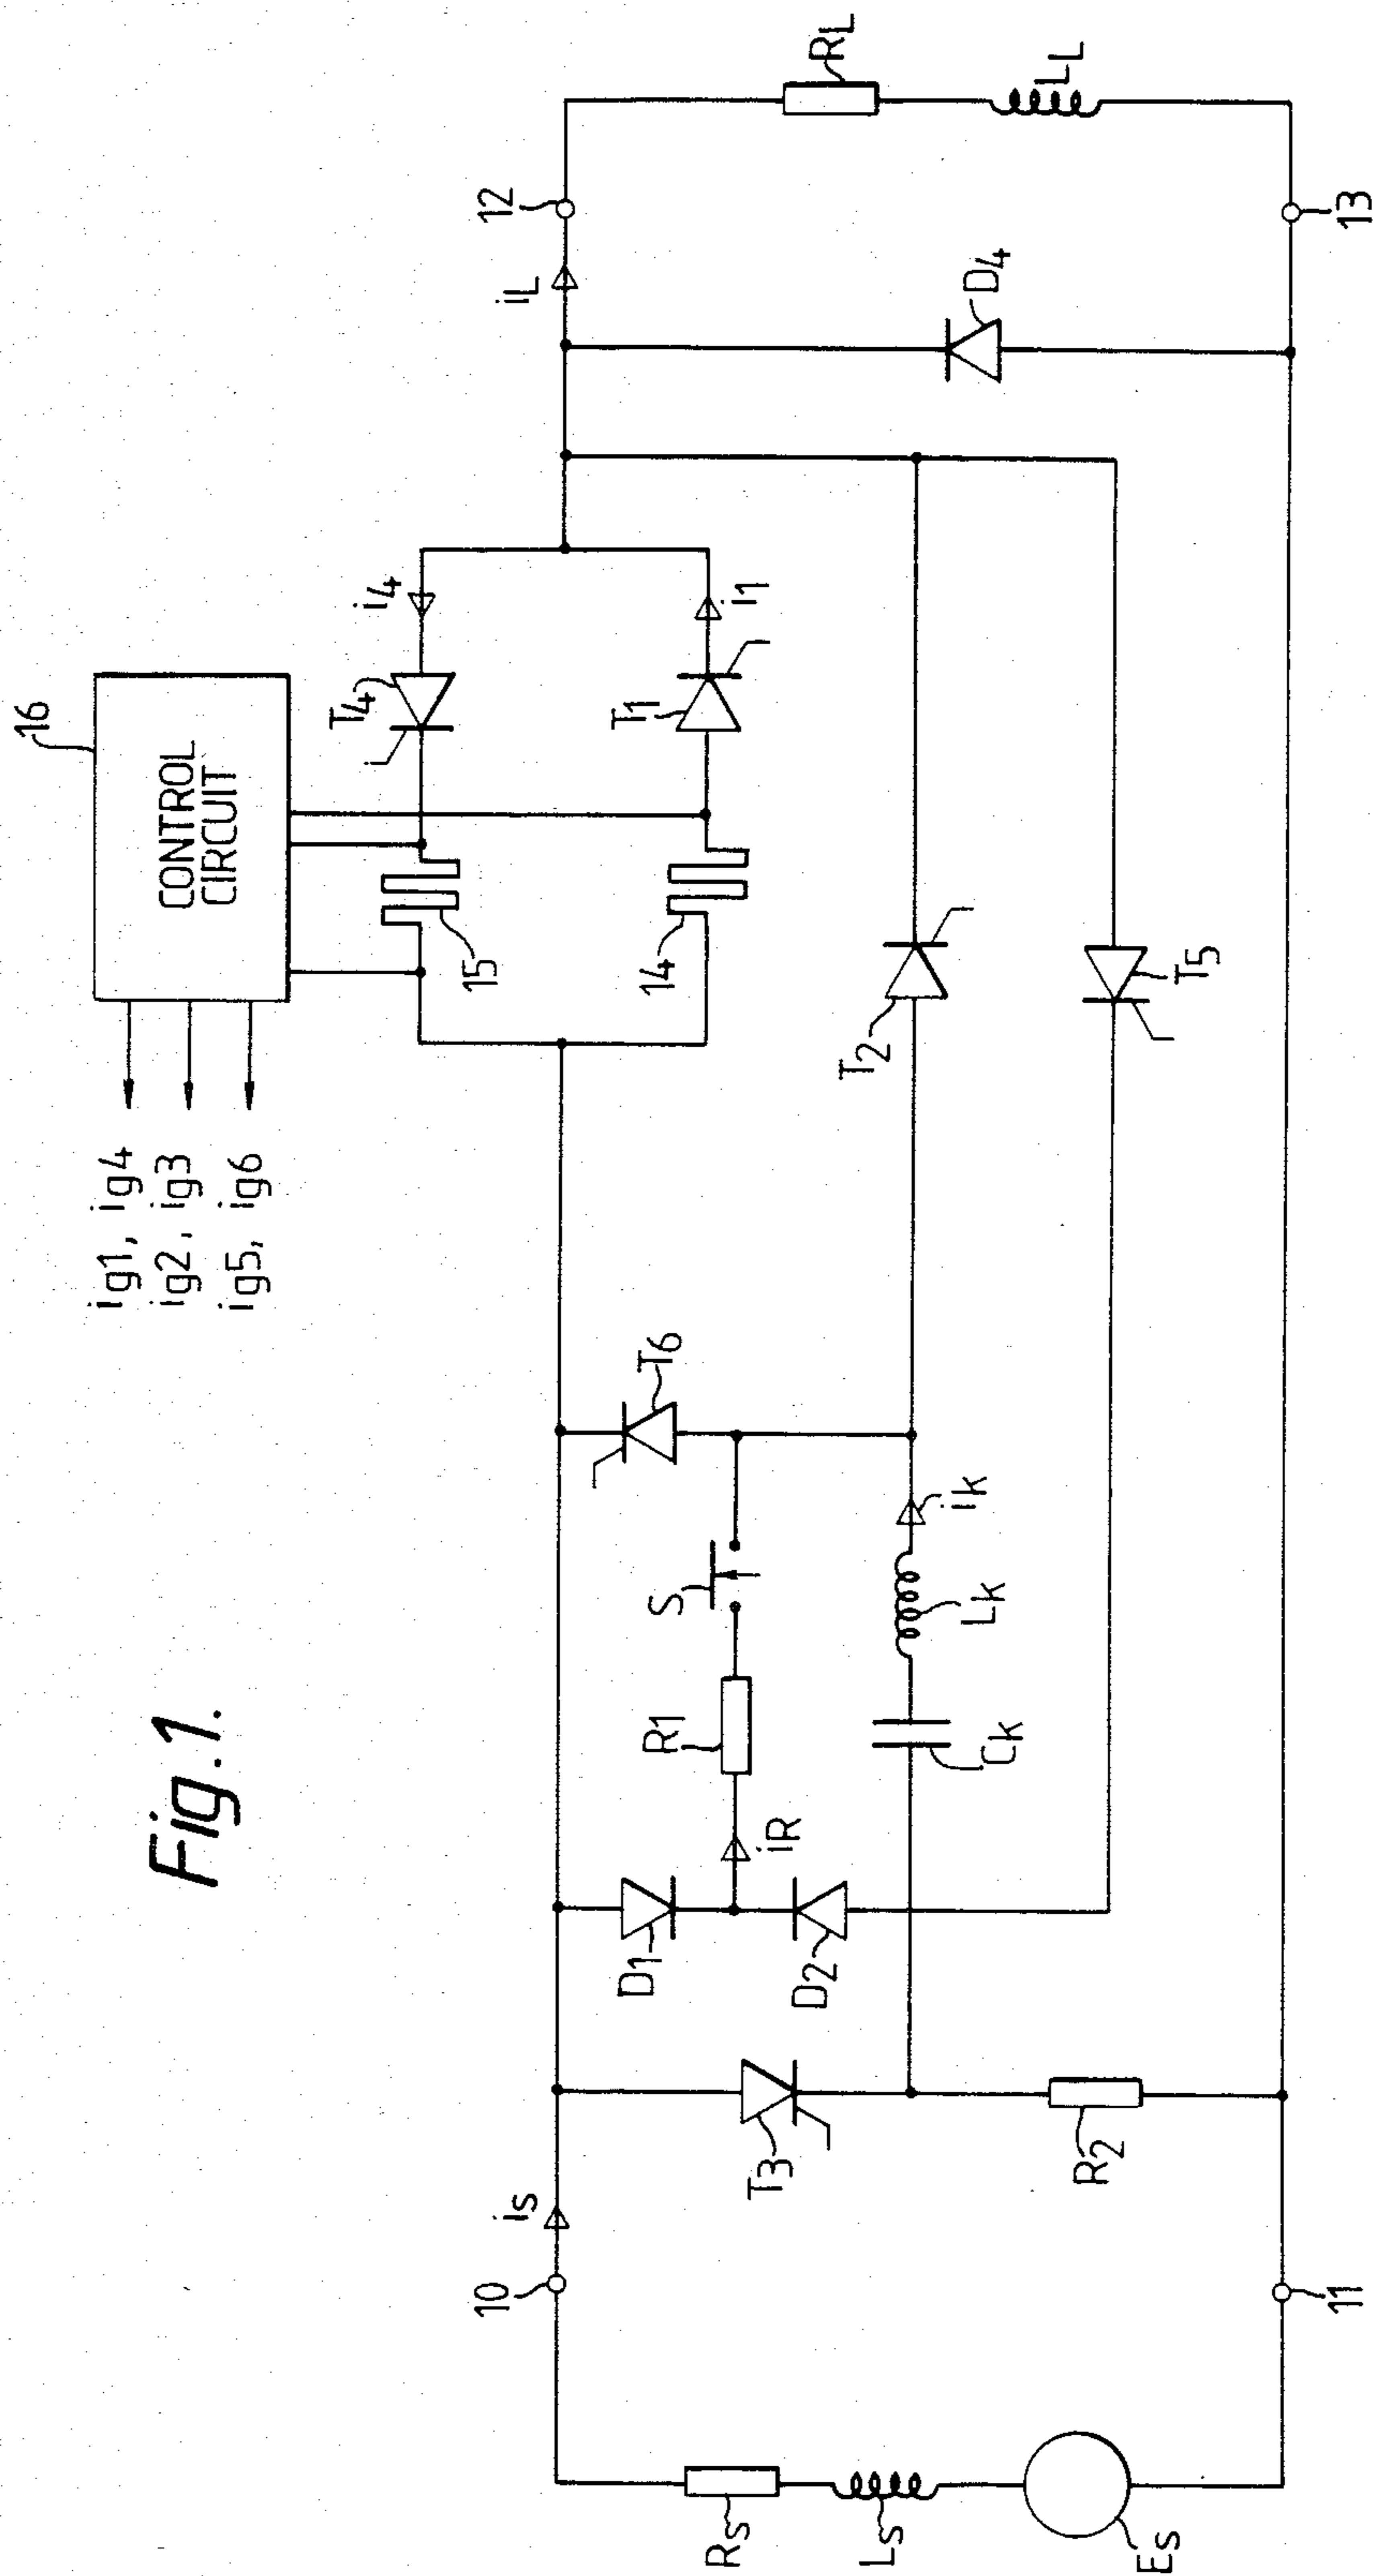 Fig.1.
16
CONTROL
CIRCUIT
ig1, ig4
ig2, ig3
ig5, ig6
T4
i4
15
T1
i1
14
iL
12
RL
LL
D4
13
10
is
T3
D1
D2
iR
R1
S
T6
Ck
Lk
ik
T2
T5
R2
Rs
Ls
Es
11